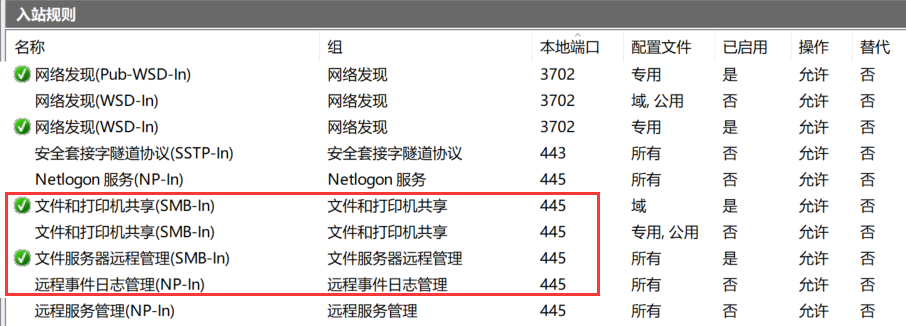 入站规则
名称 组 本地端口 配置文件 已启用 操作 替代
网络发现(Pub-WSD-In) 网络发现 3702 专用 是 允许 否
网络发现(WSD-In) 网络发现 3702 域, 公用 否 允许 否
网络发现(WSD-In) 网络发现 3702 专用 是 允许 否
安全套接字隧道协议(SSTP-In) 安全套接字隧道协议 443 所有 否 允许 否
Netlogon 服务(NP-In) Netlogon 服务 445 所有 否 允许 否
文件和打印机共享(SMB-In) 文件和打印机共享 445 域 是 允许 否
文件和打印机共享(SMB-In) 文件和打印机共享 445 专用, 公用 否 允许 否
文件服务器远程管理(SMB-In) 文件服务器远程管理 445 所有 是 允许 否
远程事件日志管理(NP-In) 远程事件日志管理 445 所有 否 允许 否
远程服务管理(NP-In) 远程服务管理 445 所有 否 允许 否